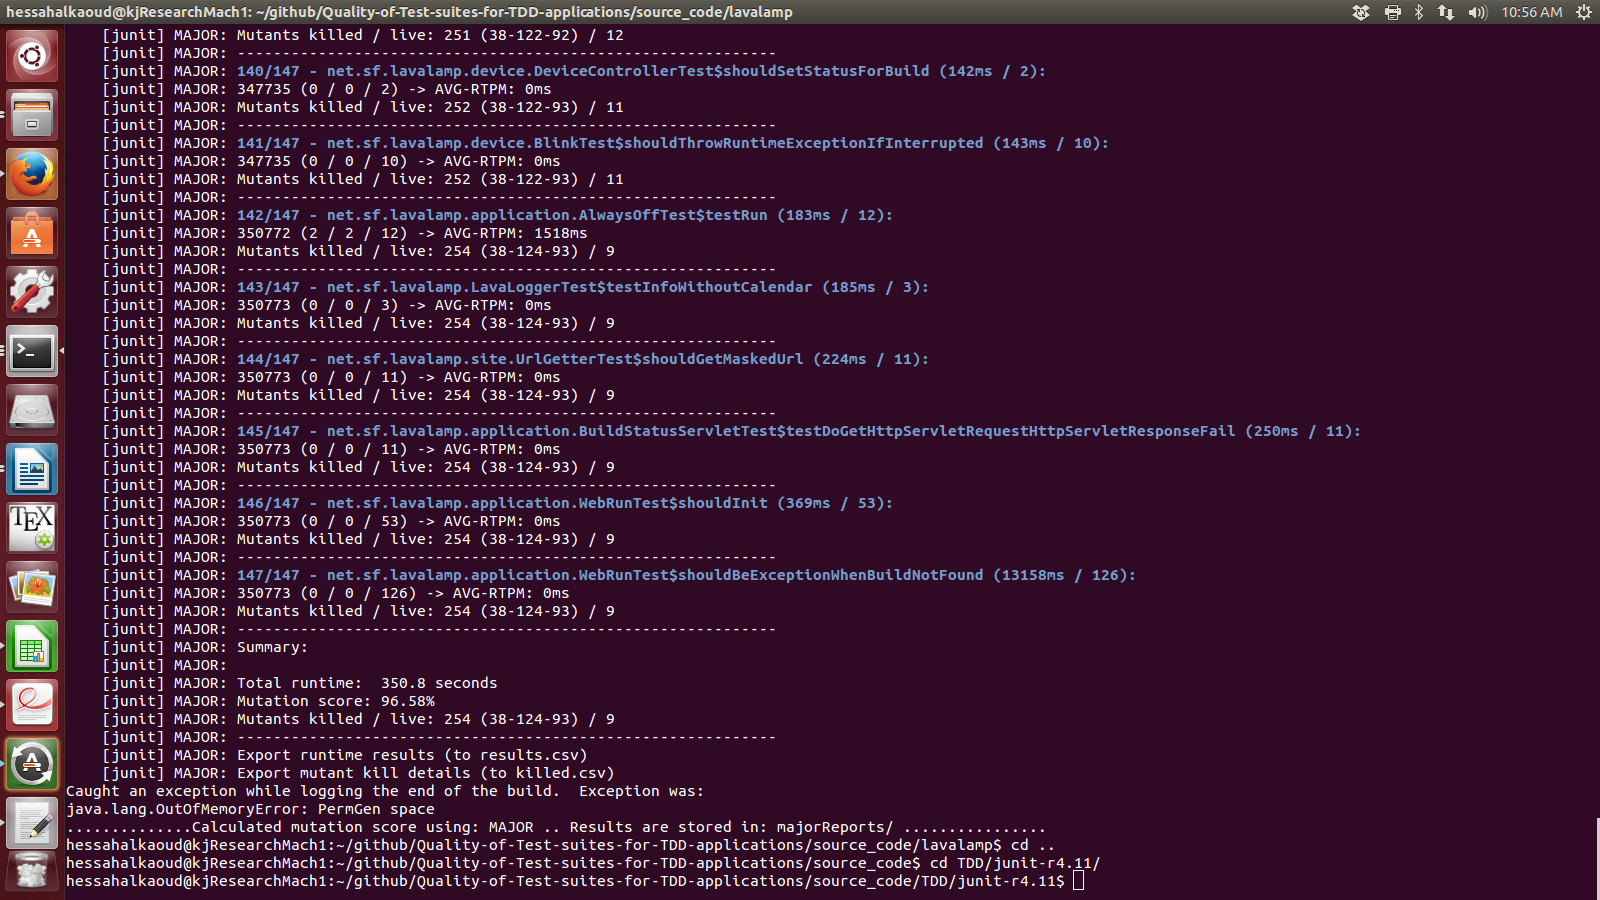 hessahalkaoud@kjResearchMach1: ~/github/Quality-of-Test-suites-for-TDD-applications/source_code/lavalamp
10:56 AM
[junit] MAJOR: Mutants killed / live: 251 (38-122-92) / 12
[junit] MAJOR: ------------------------------------------------------------
[junit] MAJOR: 140/147 - net.sf.lavalamp.device.DeviceControllerTest$shouldSetStatusForBuild (142ms / 2):
[junit] MAJOR: 347735 (0 / 0 / 2) -> AVG-RTPM: 0ms
[junit] MAJOR: Mutants killed / live: 252 (38-122-93) / 11
[junit] MAJOR: ------------------------------------------------------------
[junit] MAJOR: 141/147 - net.sf.lavalamp.device.BlinkTest$shouldThrowRuntimeExceptionIfInterrupted (143ms / 10):
[junit] MAJOR: 347735 (0 / 0 / 10) -> AVG-RTPM: 0ms
[junit] MAJOR: Mutants killed / live: 252 (38-122-93) / 11
[junit] MAJOR: ------------------------------------------------------------
[junit] MAJOR: 142/147 - net.sf.lavalamp.application.AlwaysOffTest$testRun (183ms / 12):
[junit] MAJOR: 350772 (2 / 2 / 12) -> AVG-RTPM: 1518ms
[junit] MAJOR: Mutants killed / live: 254 (38-124-93) / 9
[junit] MAJOR: ------------------------------------------------------------
[junit] MAJOR: 143/147 - net.sf.lavalamp.application.LavaLoggerTest$testInfoWithoutCalendar (185ms / 3):
[junit] MAJOR: 350773 (0 / 0 / 3) -> AVG-RTPM: 0ms
[junit] MAJOR: Mutants killed / live: 254 (38-124-93) / 9
[junit] MAJOR: ------------------------------------------------------------
[junit] MAJOR: 144/147 - net.sf.lavalamp.site.UrlGetterTest$shouldGetMaskedUrl (224ms / 11):
[junit] MAJOR: 350773 (0 / 0 / 11) -> AVG-RTPM: 0ms
[junit] MAJOR: Mutants killed / live: 254 (38-124-93) / 9
[junit] MAJOR: ------------------------------------------------------------
[junit] MAJOR: 145/147 - net.sf.lavalamp.application.BuildStatusServletTest$testDoGetHttpServletRequestHttpServletResponseFail (250ms / 11):
[junit] MAJOR: 350773 (0 / 0 / 11) -> AVG-RTPM: 0ms
[junit] MAJOR: Mutants killed / live: 254 (38-124-93) / 9
[junit] MAJOR: ------------------------------------------------------------
[junit] MAJOR: 146/147 - net.sf.lavalamp.application.WebRunTest$shouldInit (369ms / 53):
[junit] MAJOR: 350773 (0 / 0 / 53) -> AVG-RTPM: 0ms
[junit] MAJOR: Mutants killed / live: 254 (38-124-93) / 9
[junit] MAJOR: ------------------------------------------------------------
[junit] MAJOR: 147/147 - net.sf.lavalamp.application.WebRunTest$shouldBeExceptionWhenBuildNotFound (13158ms / 126):
[junit] MAJOR: 350773 (0 / 0 / 126) -> AVG-RTPM: 0ms
[junit] MAJOR: Mutants killed / live: 254 (38-124-93) / 9
[junit] MAJOR: ------------------------------------------------------------
[junit] MAJOR: Summary:
[junit] MAJOR:
[junit] MAJOR: Total runtime:  350.8 seconds
[junit] MAJOR: Mutation score: 96.58%
[junit] MAJOR: Mutants killed / live: 254 (38-124-93) / 9
[junit] MAJOR: ------------------------------------------------------------
[junit] MAJOR: Export runtime results (to results.csv)
[junit] MAJOR: Export mutant kill details (to killed.csv)
Caught an exception while logging the end of the build.  Exception was:
java.lang.OutOfMemoryError: PermGen space
..............Calculated mutation score using: MAJOR .. Results are stored in: majorReports/ ................
hessahalkaoud@kjResearchMach1:~/github/Quality-of-Test-suites-for-TDD-applications/source_code/lavalamp$ cd ..
hessahalkaoud@kjResearchMach1:~/github/Quality-of-Test-suites-for-TDD-applications/source_code$ cd TDD/junit-r4.11/
hessahalkaoud@kjResearchMach1:~/github/Quality-of-Test-suites-for-TDD-applications/source_code/TDD/junit-r4.11$
TEX